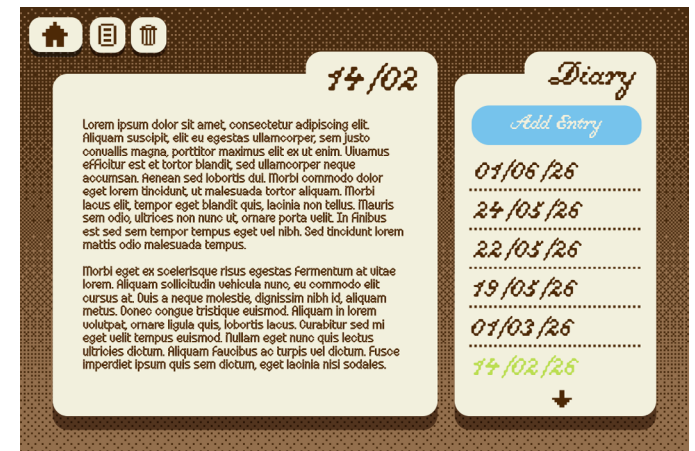 14/02
Lorem ipsum dolor sit amet, consectetur adipiscing elit.
Aliquam suscipit, elit eu egestas ullamcorper, sem justo
convallis magna, porttitor maximus elit ex ut enim. Vivamus
efficitur est et tortor blandit, sed ullamcorper neque
accumsan. Aenean sed lobortis dui. Morbi commodo dolor
eget lorem tincidunt, ut malesuada tortor aliquam. Morbi
lacus elit, tempor eget blandit quis, lacinia non tellus. Mauris
sem odio, ultrices non nunc ut, ornare porta velit. In finibus
est sed sem tempor tempus eget vel nibh. Sed tincidunt lorem
mattis odio malesuada tempus.
Morbi eget ex scelerisque risus egestas fermentum at vitae
lorem. Aliquam sollicitudin vehicula nunc, eu commodo elit
cursus at. Duis a neque molestie, dignissim nibh id, aliquam
metus. Donec congue tristique euismod. Aliquam in lorem
volutpat, ornare ligula quis, lobortis lacus. Curabitur sed mi
eget velit tempus euismod. Nullam eget nunc quis lectus
ultricies dictum. Aliquam faucibus ac turpis vel dictum. Fusce
imperdiet ipsum quis sem dictum, eget lacinia nisi sodales.
Diary
Add Entry
01/06/26
24/05/26
22/05/26
19/05/26
01/03/26
14/02/26